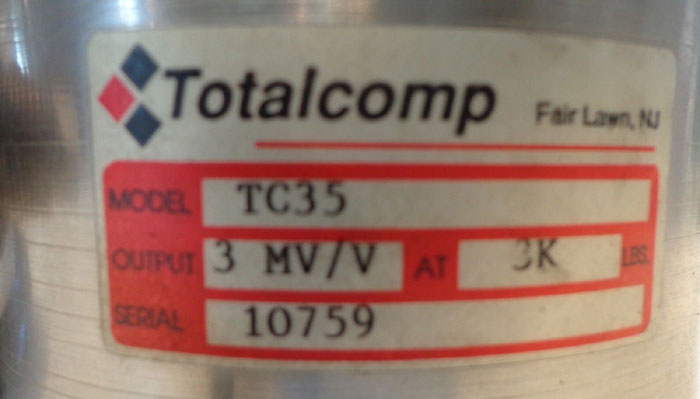 Totalcomp
Fair Lawn, NJ
MODEL TC35
OUTPUT 3 MV/V AT 3K LBS.
SERIAL 10759